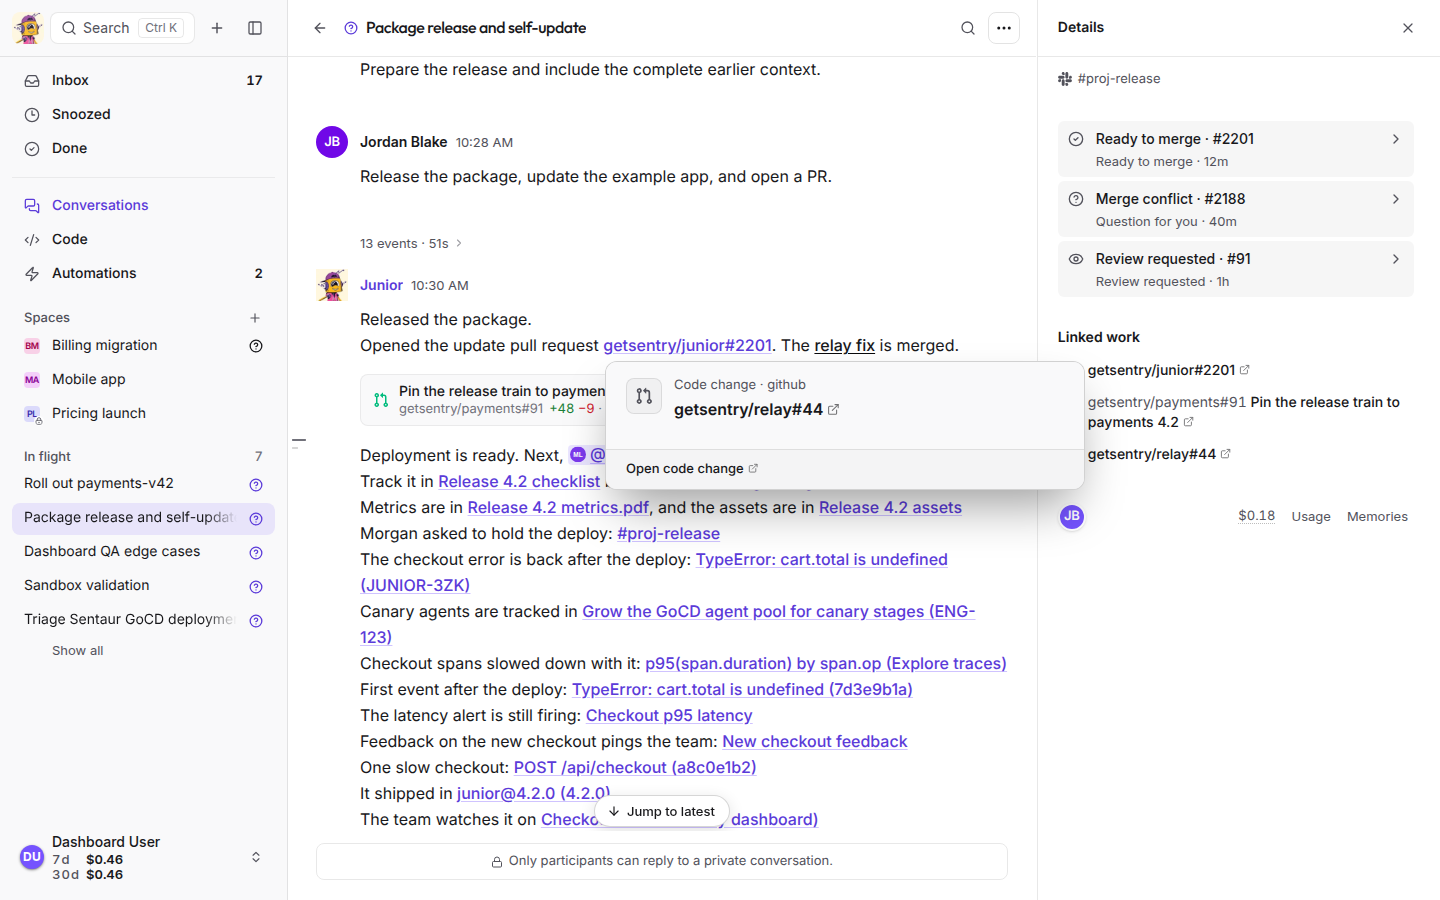 Search Ctrl K
Inbox 17
Snoozed
Done
Conversations
Code
Automations 2
Spaces
BM Billing migration
MA Mobile app
PL Pricing launch
In flight 7
Roll out payments-v42
Package release and self-updat
Dashboard QA edge cases
Sandbox validation
Triage Sentaur GoCD deployme
Show all
DU Dashboard User
7d $0.46
30d $0.46
Package release and self-update
Prepare the release and include the complete earlier context.
JB Jordan Blake 10:28 AM
Release the package, update the example app, and open a PR.
13 events · 51s
Junior 10:30 AM
Released the package.
Opened the update pull request getsentry/junior#2201. The relay fix is merged.
Pin the release train to paymen
getsentry/payments#91 +48 −9 ·
Code change · github
getsentry/relay#44
Open code change
Deployment is ready. Next, ML @
Track it in Release 4.2 checklist
Metrics are in Release 4.2 metrics.pdf, and the assets are in Release 4.2 assets
Morgan asked to hold the deploy: #proj-release
The checkout error is back after the deploy: TypeError: cart.total is undefined
(JUNIOR-3ZK)
Canary agents are tracked in Grow the GoCD agent pool for canary stages (ENG-
123)
Checkout spans slowed down with it: p95(span.duration) by span.op (Explore traces)
First event after the deploy: TypeError: cart.total is undefined (7d3e9b1a)
The latency alert is still firing: Checkout p95 latency
Feedback on the new checkout pings the team: New checkout feedback
One slow checkout: POST /api/checkout (a8c0e1b2)
It shipped in junior@4.2.0 (4.2.0)
The team watches it on Checko dashboard)
Jump to latest
Only participants can reply to a private conversation.
Details
#proj-release
Ready to merge · #2201
Ready to merge · 12m
Merge conflict · #2188
Question for you · 40m
Review requested · #91
Review requested · 1h
Linked work
getsentry/junior#2201
getsentry/payments#91 Pin the release train to
payments 4.2
getsentry/relay#44
JB $0.18 Usage Memories